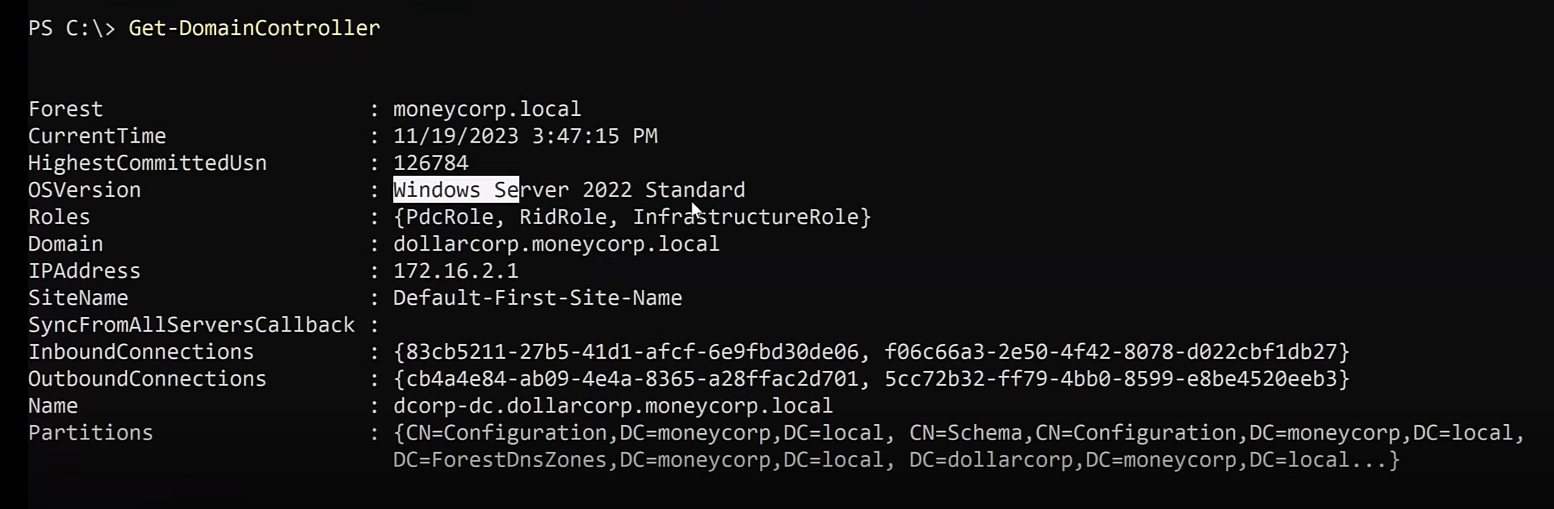 PS C:\> Get-DomainController
Forest : moneycorp.local
CurrentTime : 11/19/2023 3:47:15 PM
HighestCommittedUsn : 126784
OSVersion : Windows Server 2022 Standard
Roles : {PdcRole, RidRole, InfrastructureRole}
Domain : dollarcorp.moneycorp.local
IPAddress : 172.16.2.1
SiteName : Default-First-Site-Name
SyncFromAllServersCallback :
InboundConnections : {83cb5211-27b5-41d1-afcf-6e9fbd30de06, f06c66a3-2e50-4f42-8078-d022cbf1db27}
OutboundConnections : {cb4a4e84-ab09-4e4a-8365-a28ffac2d701, 5cc72b32-ff79-4bb0-8599-e8be4520eeb3}
Name : dcorp-dc.dollarcorp.moneycorp.local
Partitions : {CN=Configuration,DC=moneycorp,DC=local, CN=Schema,CN=Configuration,DC=moneycorp,DC=local,
DC=ForestDnsZones,DC=moneycorp,DC=local, DC=dollarcorp,DC=moneycorp,DC=local...}